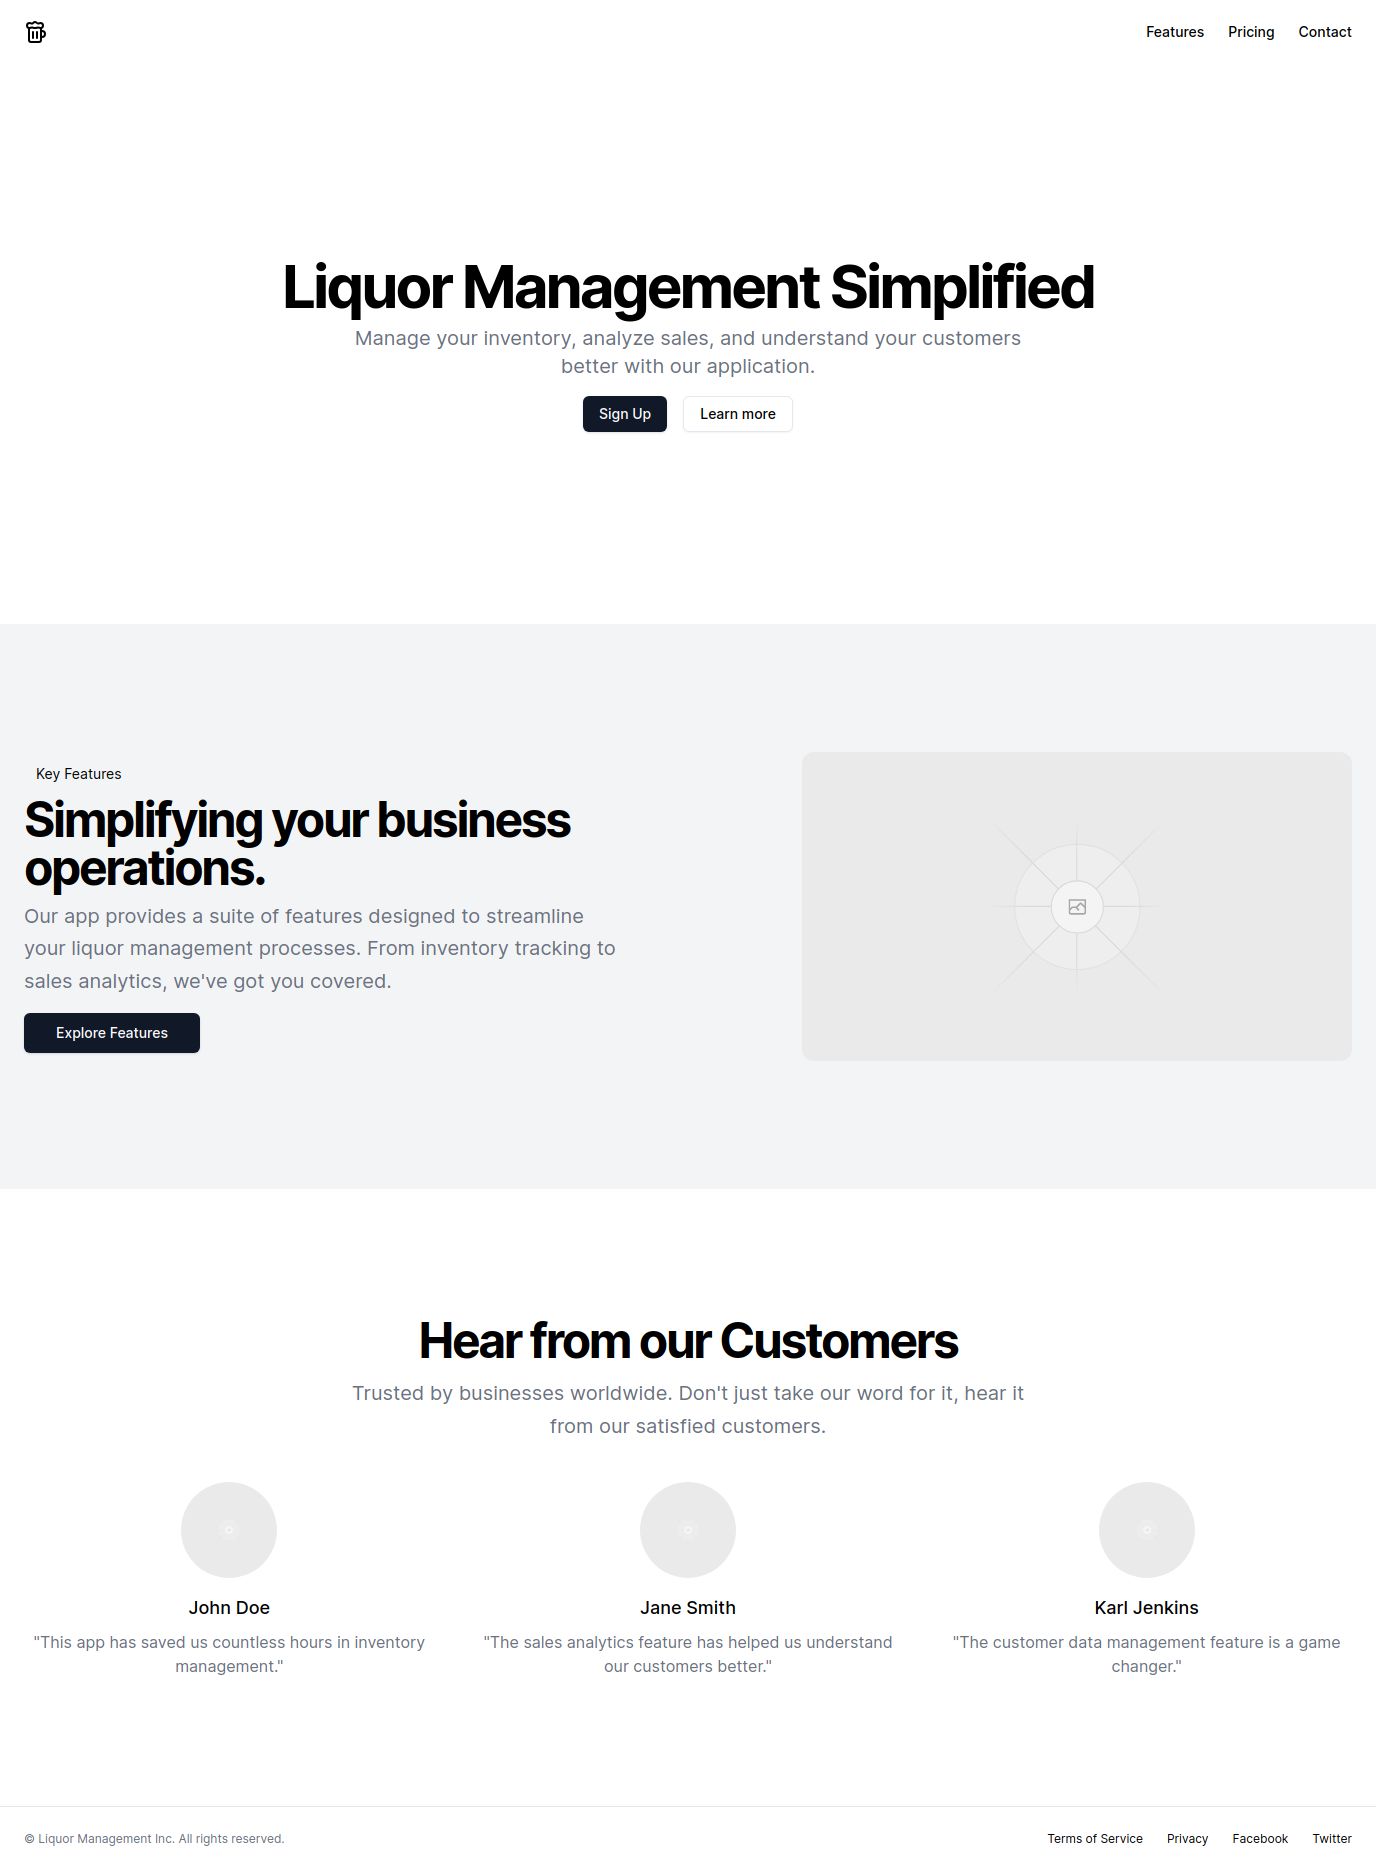 Features Pricing Contact
Liquor Management Simplified
Manage your inventory, analyze sales, and understand your customers
better with our application.
Sign Up Learn more
Key Features
Simplifying your business
operations.
Our app provides a suite of features designed to streamline
your liquor management processes. From inventory tracking to
sales analytics, we've got you covered.
Explore Features
Hear from our Customers
Trusted by businesses worldwide. Don't just take our word for it, hear it
from our satisfied customers.
John Doe
"This app has saved us countless hours in inventory
management."
Jane Smith
"The sales analytics feature has helped us understand
our customers better."
Karl Jenkins
"The customer data management feature is a game
changer."
© Liquor Management Inc. All rights reserved.
Terms of Service Privacy Facebook Twitter